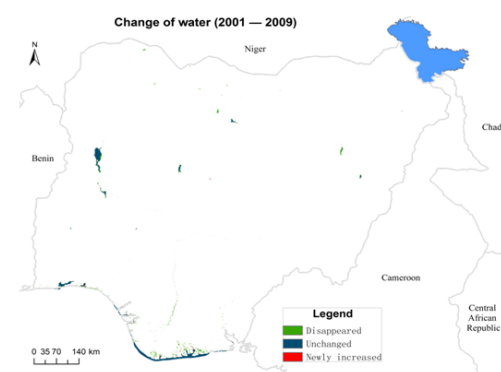 Change of water (2001 — 2009)
N
Niger
Chad
Benin
Cameroon
Central
African
Republic
Legend
Disappeared
Unchanged
Newly increased
0 35 70 140 km